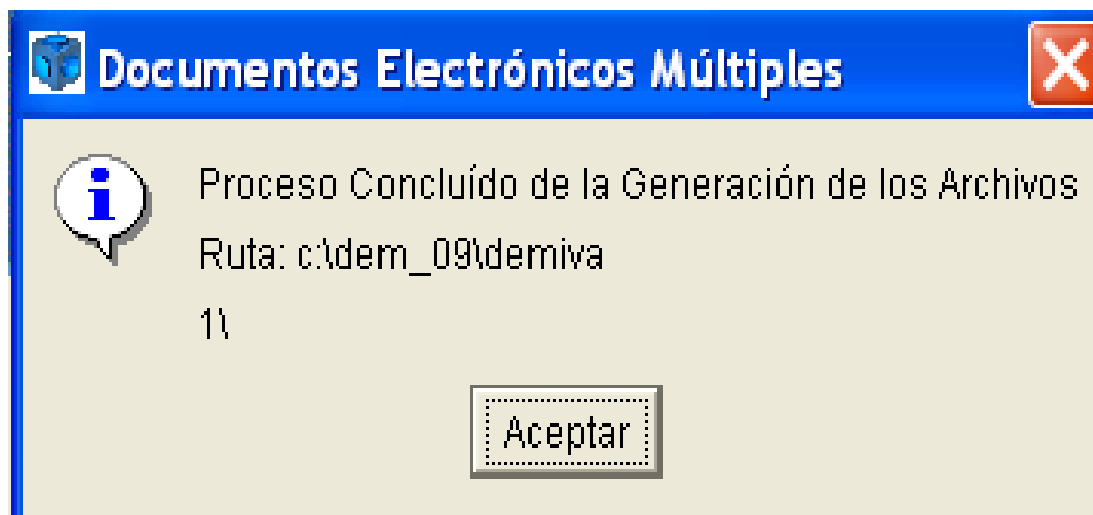 Documentos Electrónicos Múltiples
Proceso Concluído de la Generación de los Archivos
Ruta: c:\dem_09\demiva
1\
Aceptar